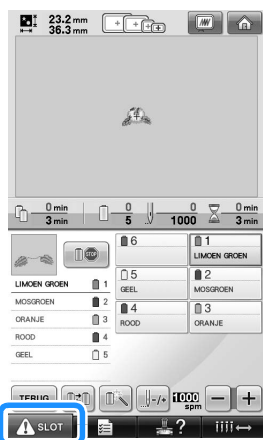 23.2 mm
36.3 mm
0 min
3 min
0
5
0
1000
0 min
3 min
6
1
LIMOEN GROEN
5
GEEL
2
MOSGROEN
4
ROOD
3
ORANJE
LIMOEN GROEN 1
MOSGROEN 2
ORANJE 3
ROOD 4
GEEL 5
STOP
TERUG
-/+
1000
spm
-
+
SLOT
?